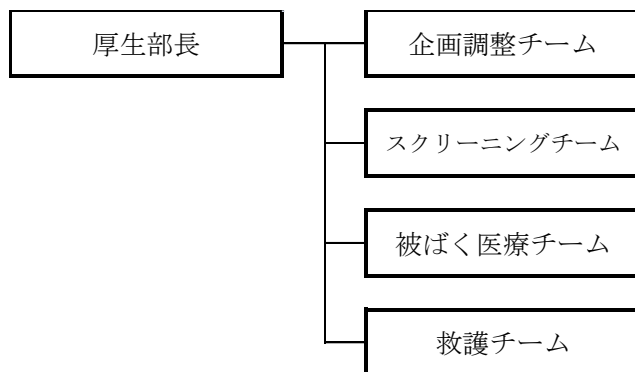 厚生部長
企画調整チーム
スクリーニングチーム
被ばく医療チーム
救護チーム